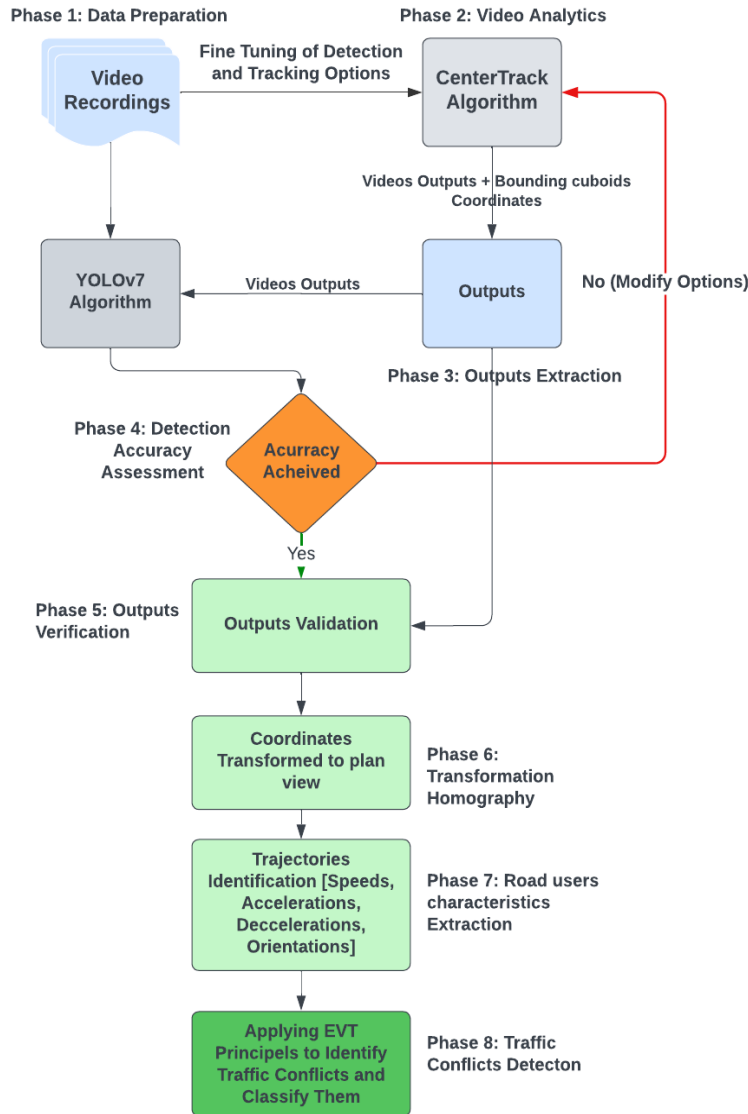 Phase 1: Data Preparation
Phase 2: Video Analytics
Video
Recordings
Fine Tuning of Detection
and Tracking Options
CenterTrack
Algorithm
Videos Outputs + Bounding cuboids
Coordinates
YOLOv7
Algorithm
Videos Outputs
Outputs
No (Modify Options)
Phase 3: Outputs Extraction
Phase 4: Detection
Accuracy
Assessment
Acurracy
Acheived
Yes
Phase 5: Outputs
Verification
Outputs Validation
Coordinates
Transformed to plan
view
Phase 6:
Transformation
Homography
Trajectories
Identification [Speeds,
Accelerations,
Deccelerations,
Orientations]
Phase 7: Road users
characteristics
Extraction
Applying EVT
Principels to Identify
Traffic Conflicts and
Classify Them
Phase 8: Traffic
Conflicts Detecton